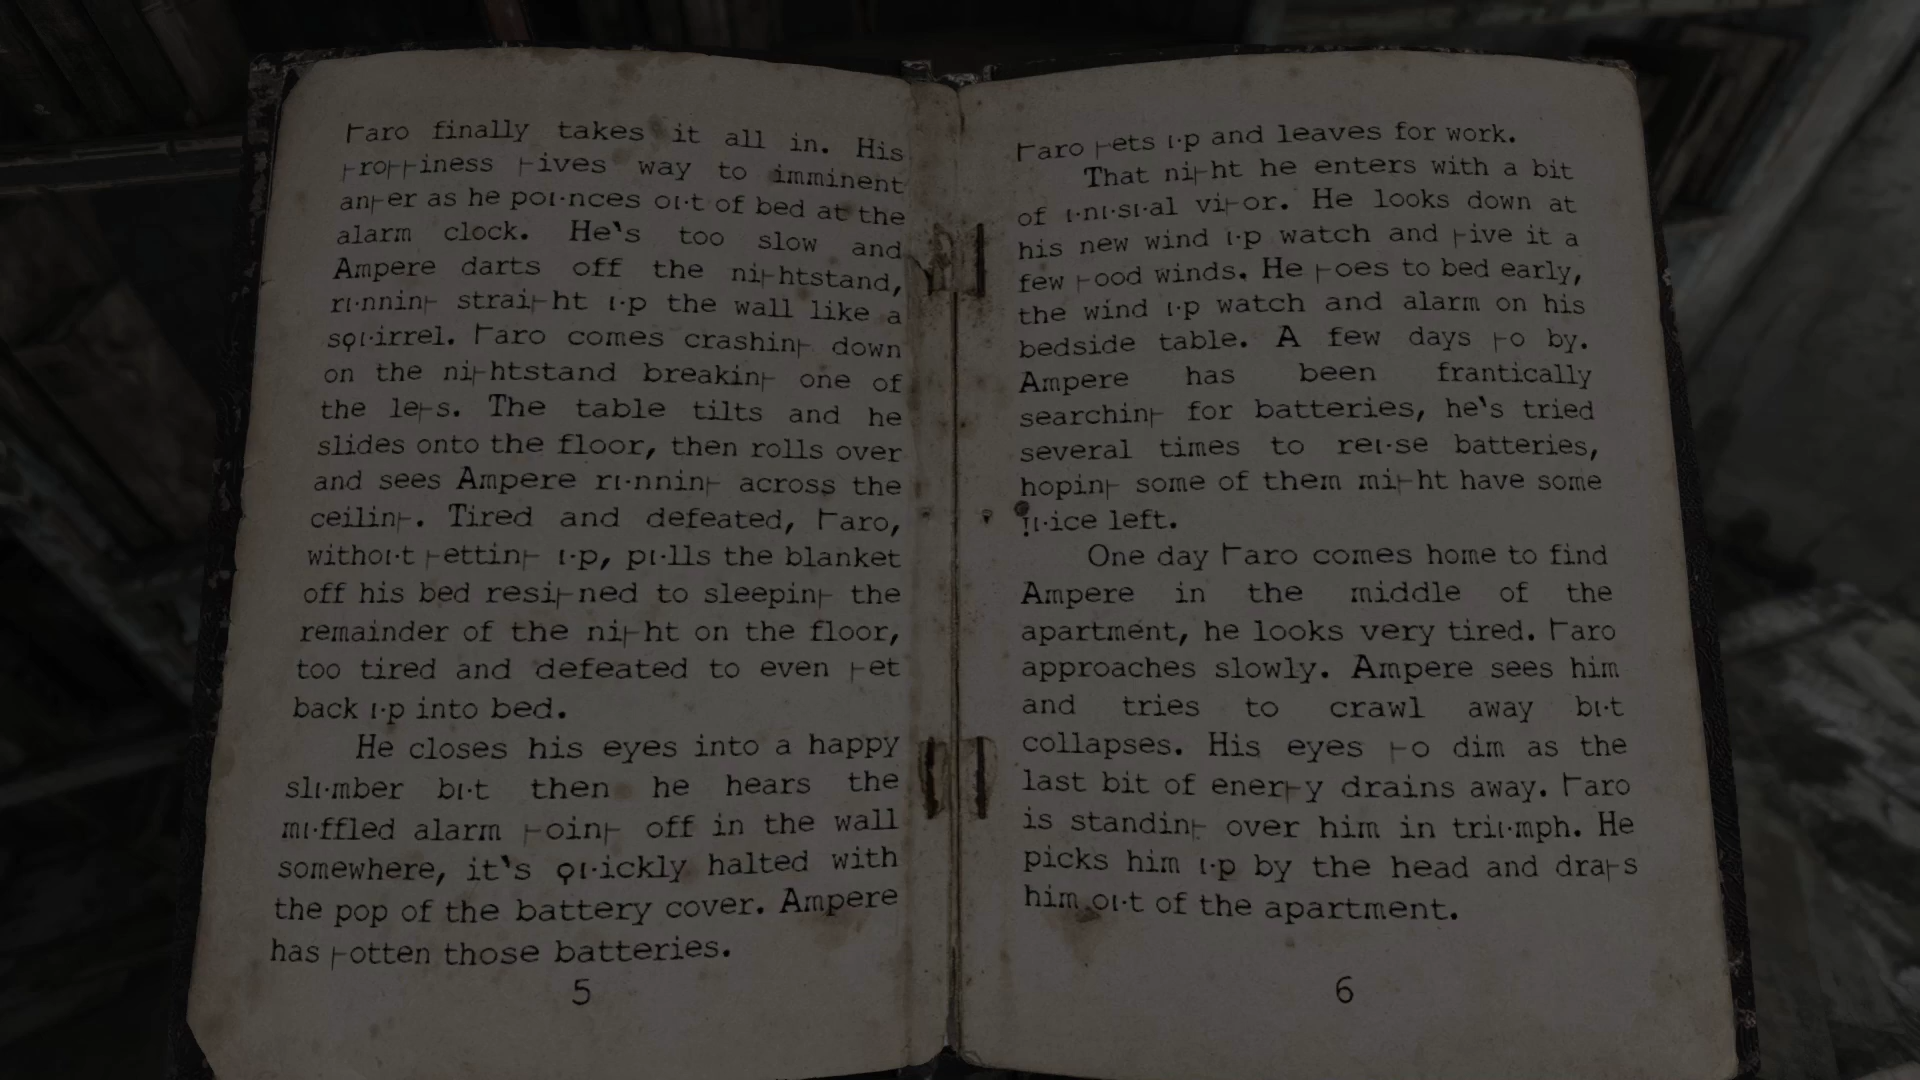 Garo finally takes it all in. His
grogginess gives way to imminent
anger as he pounces out of bed at the
alarm clock. He's too slow and
Ampere darts off the nightstand,
running straight up the wall like a
squirrel. Garo comes crashing down
on the nightstand breaking one of
the legs. The table tilts and he
slides onto the floor, then rolls over
and sees Ampere running across the
ceiling. Tired and defeated, Garo,
without getting up, pulls the blanket
off his bed resigned to sleeping the
remainder of the night on the floor,
too tired and defeated to even get
back up into bed.
He closes his eyes into a happy
slumber but then he hears the
muffled alarm going off in the wall
somewhere, it's quickly halted with
the pop of the battery cover. Ampere
has gotten those batteries.
5
Garo gets up and leaves for work.
That night he enters with a bit
of unusual vigor. He looks down at
his new wind up watch and give it a
few good winds. He goes to bed early,
the wind up watch and alarm on his
bedside table. A few days go by.
Ampere has been frantically
searching for batteries, he's tried
several times to reuse batteries,
hoping some of them might have some
juice left.
One day Garo comes home to find
Ampere in the middle of the
apartment, he looks very tired. Garo
approaches slowly. Ampere sees him
and tries to crawl away but
collapses. His eyes go dim as the
last bit of energy drains away. Garo
is standing over him in triumph. He
picks him up by the head and drags
him out of the apartment.
6